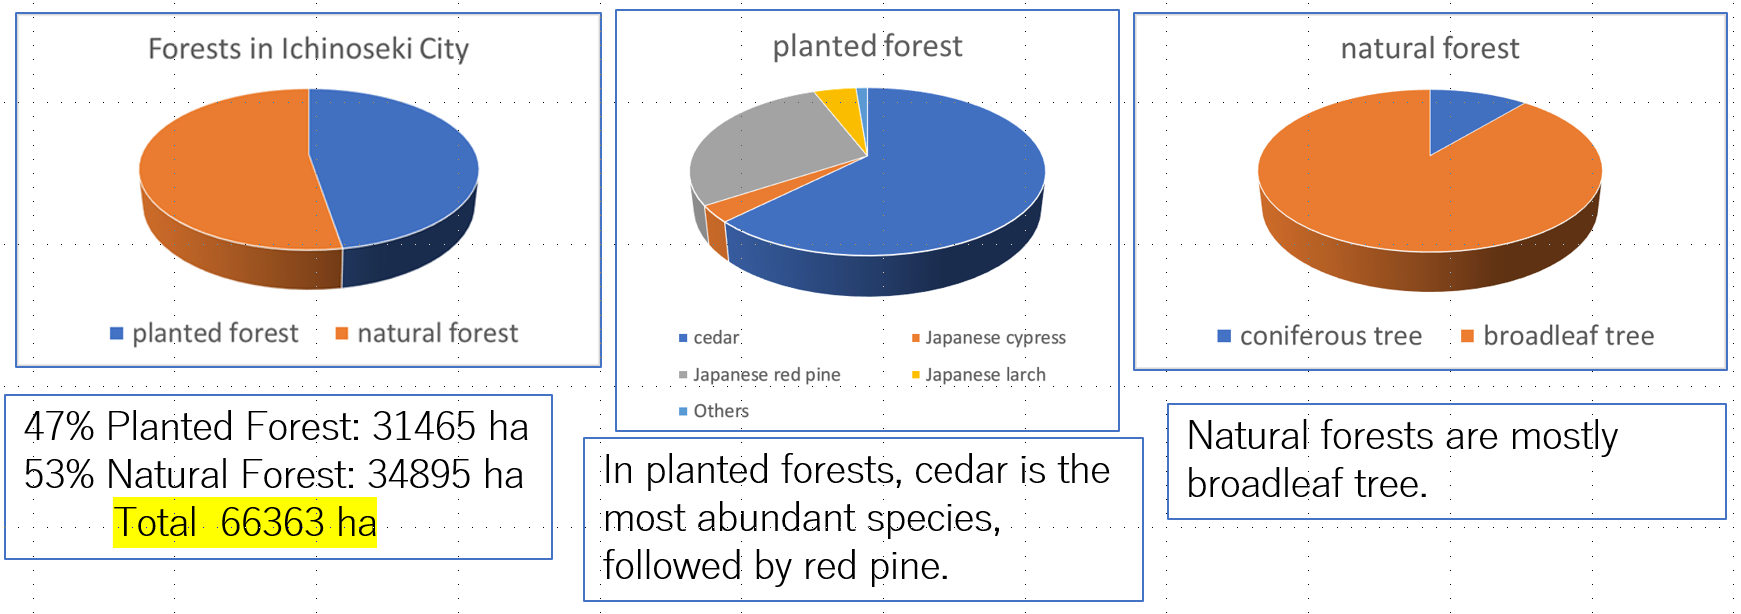 Forests in Ichinoseki City
planted forest
natural forest
47% Planted Forest: 31465 ha
53% Natural Forest: 34895 ha
Total 66363 ha
planted forest
cedar
Japanese cypress
Japanese red pine
Japanese larch
Others
In planted forests, cedar is the
most abundant species,
followed by red pine.
natural forest
coniferous tree
broadleaf tree
Natural forests are mostly
broadleaf tree.